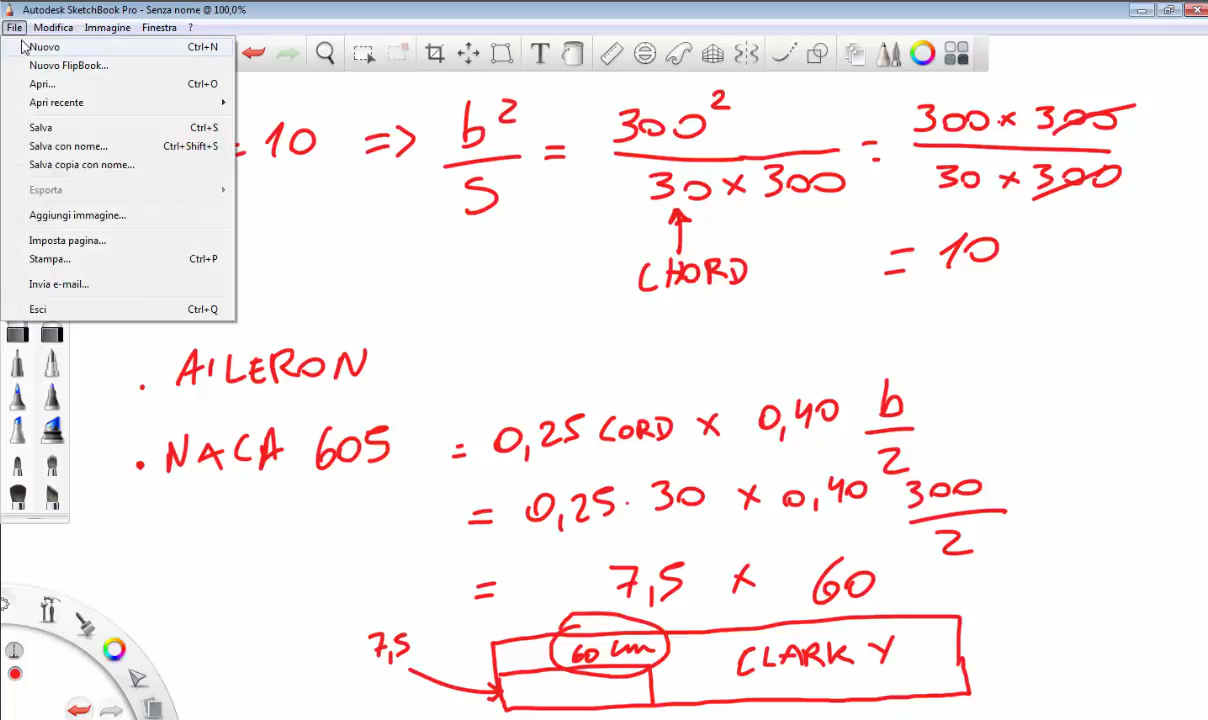 Autodesk SketchBook Pro - Senza nome @ 100,0%
File Modifica Immagine Finestra ?
Nuovo Ctrl+N
Nuovo FlipBook...
Apri... Ctrl+O
Apri recente
Salva Ctrl+S
Salva con nome... Ctrl+Shift+S
Salva copia con nome...
Esporta
Aggiungi immagine...
Imposta pagina...
Stampa... Ctrl+P
Invia e-mail...
Esci Ctrl+Q
T
= 10 => b² / S = 300² / 30 x 300 = 300 x 300 / 30 x 300
CHORD
= 10
. AILERON
. NACA 605 = 0,25 CORD x 0,40 b / 2
= 0,25 . 30 x 0,40 300 / 2
= 7,5 x 60
7,5
60 cm CLARK Y